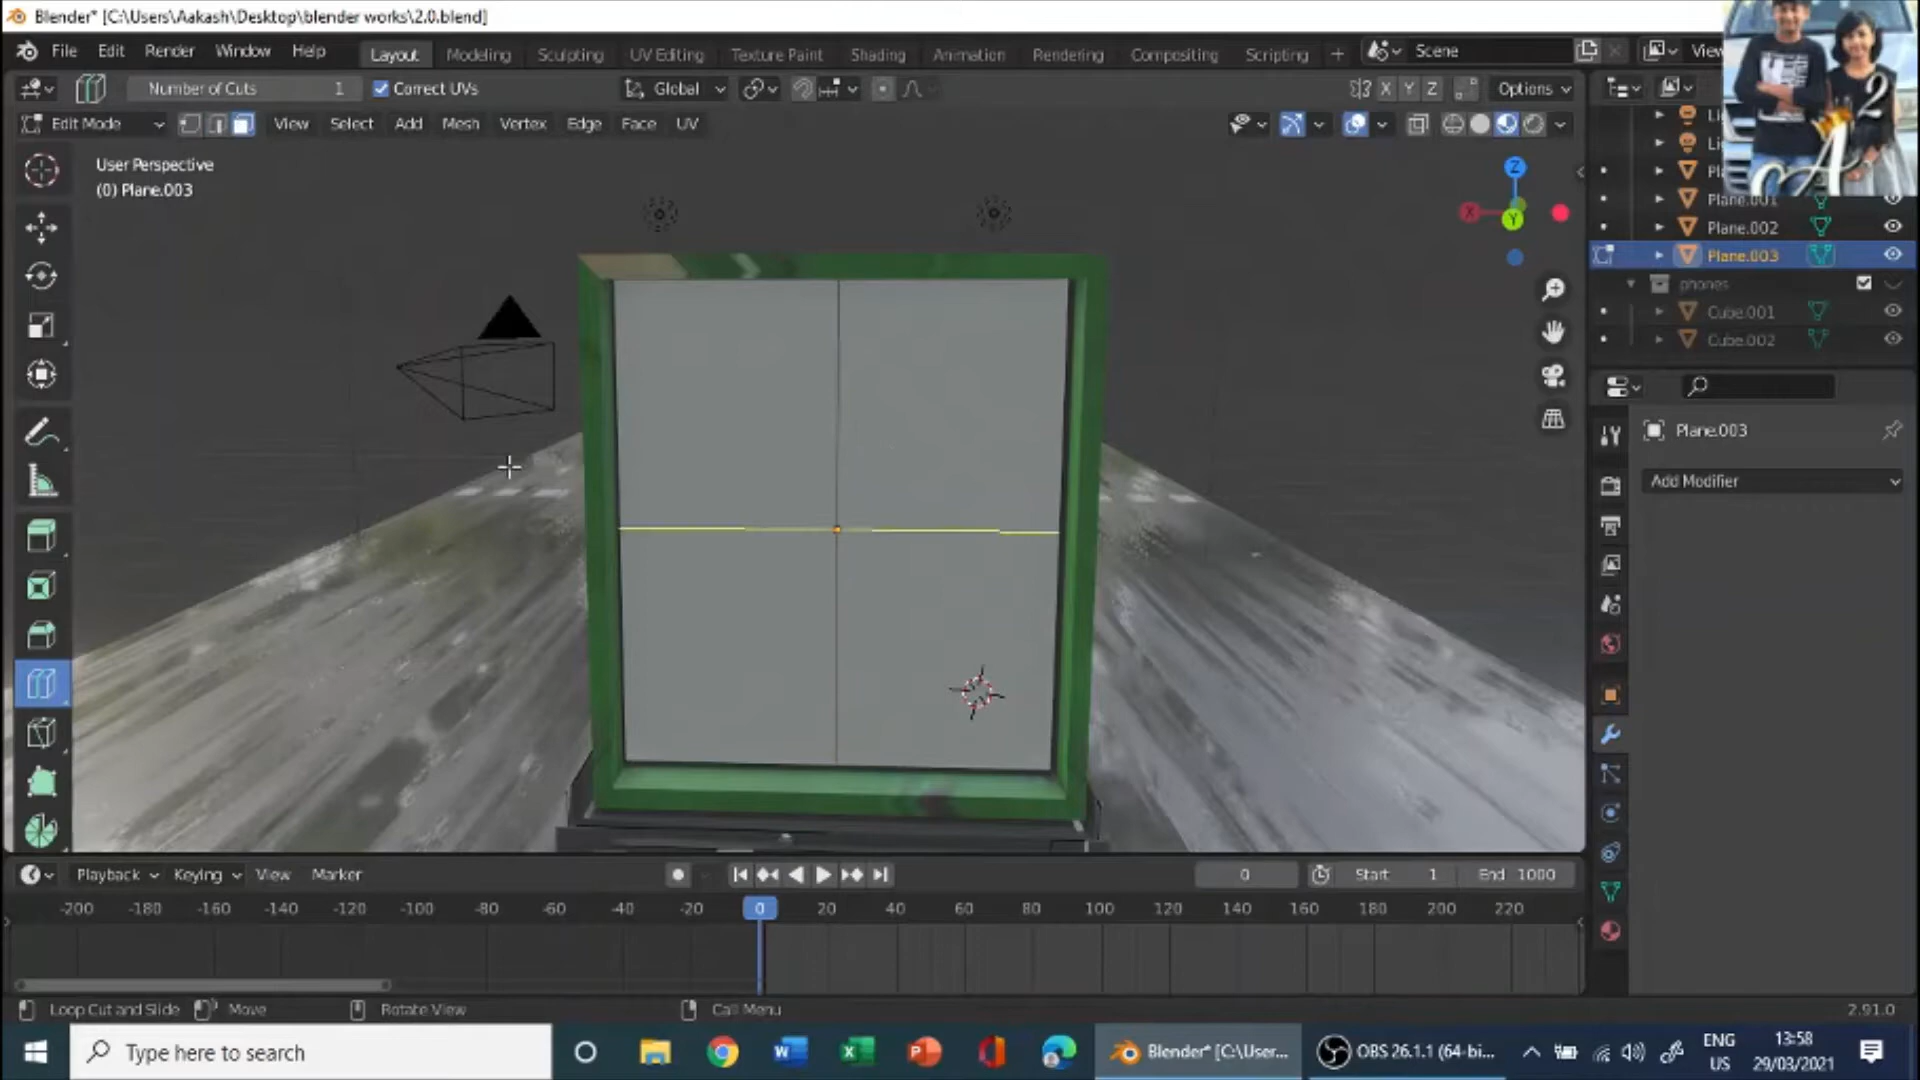 Blender* [C:\Users\Aakash\Desktop\blender works\2.0.blend]
File Edit Render Window Help Layout Modeling Sculpting UV Editing Texture Paint Shading Animation Rendering Compositing Scripting + Scene
Number of Cuts 1 Correct UVs Global X Y Z Options
Edit Mode View Select Add Mesh Vertex Edge Face UV
User Perspective
(0) Plane.003
Z
X
Y
A
2
Plane.001
Plane.002
Plane.003
phones
Cube.001
Cube.002
Plane.003
Add Modifier
Playback Keying View Marker 0 Start 1 End 1000
-200 -180 -160 -140 -120 -100 -80 -60 -40 -20 0 20 40 60 80 100 120 140 160 180 200 220
Loop Cut and Slide Move Rotate View Call Menu 2.91.0
Type here to search
Blender* [C:\User...
OBS 26.1.1 (64-bi...
ENG
US
13:58
29/03/2021